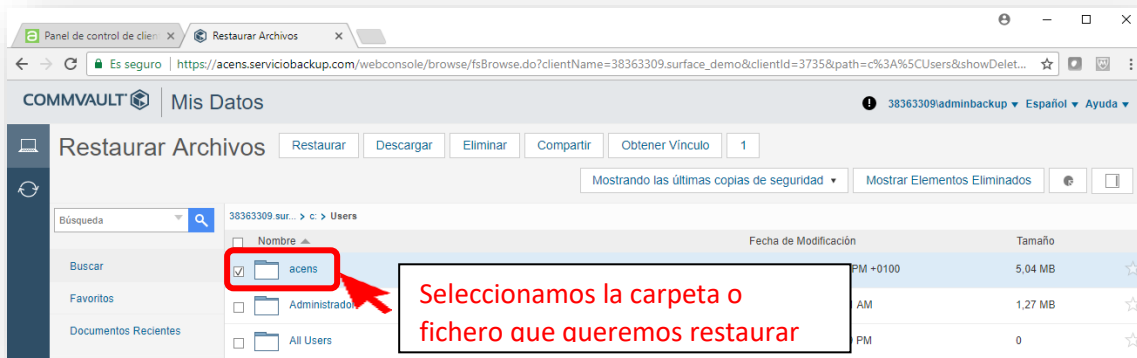 Panel de control de clien
Restaurar Archivos
Es seguro | https://acens.serviciobackup.com/webconsole/browse/fsBrowse.do?clientName=38363309.surface_demo&clientId=3735&path=c%3A%5CUsers&showDelet...
COMMVAULT Mis Datos
38363309\adminbackup Español Ayuda
Restaurar Archivos Restaurar Descargar Eliminar Compartir Obtener Vínculo 1
Mostrando las últimas copias de seguridad Mostrar Elementos Eliminados
Búsqueda
38363309.sur... > c: > Users
Nombre Fecha de Modificación Tamaño
Buscar
acens PM +0100 5,04 MB
Favoritos
Administrador AM 1,27 MB
Documentos Recientes
All Users PM 0
Seleccionamos la carpeta o
fichero que queremos restaurar